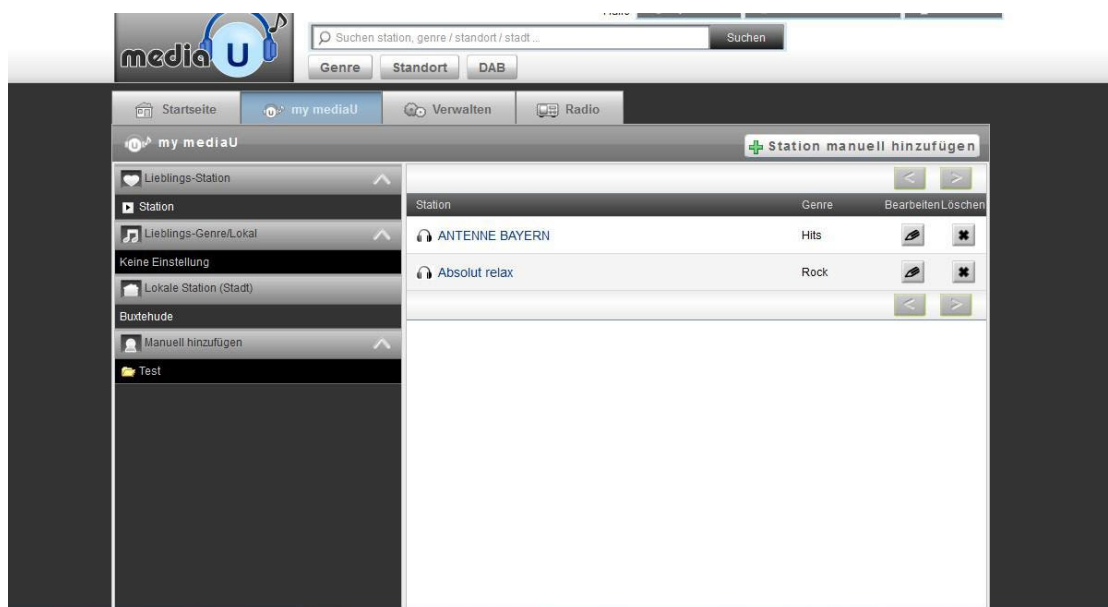 media U
Suchen station, genre / standort / stadt ...
Suchen
Genre
Standort
DAB
Startseite
my mediaU
Verwalten
Radio
my mediaU
Station manuell hinzufügen
Lieblings-Station
< >
Station
Station Genre Bearbeiten Löschen
Lieblings-Genre/Lokal
ANTENNE BAYERN Hits
Keine Einstellung
Absolut relax Rock
Lokale Station (Stadt)
< >
Buxtehude
Manuell hinzufügen
Test